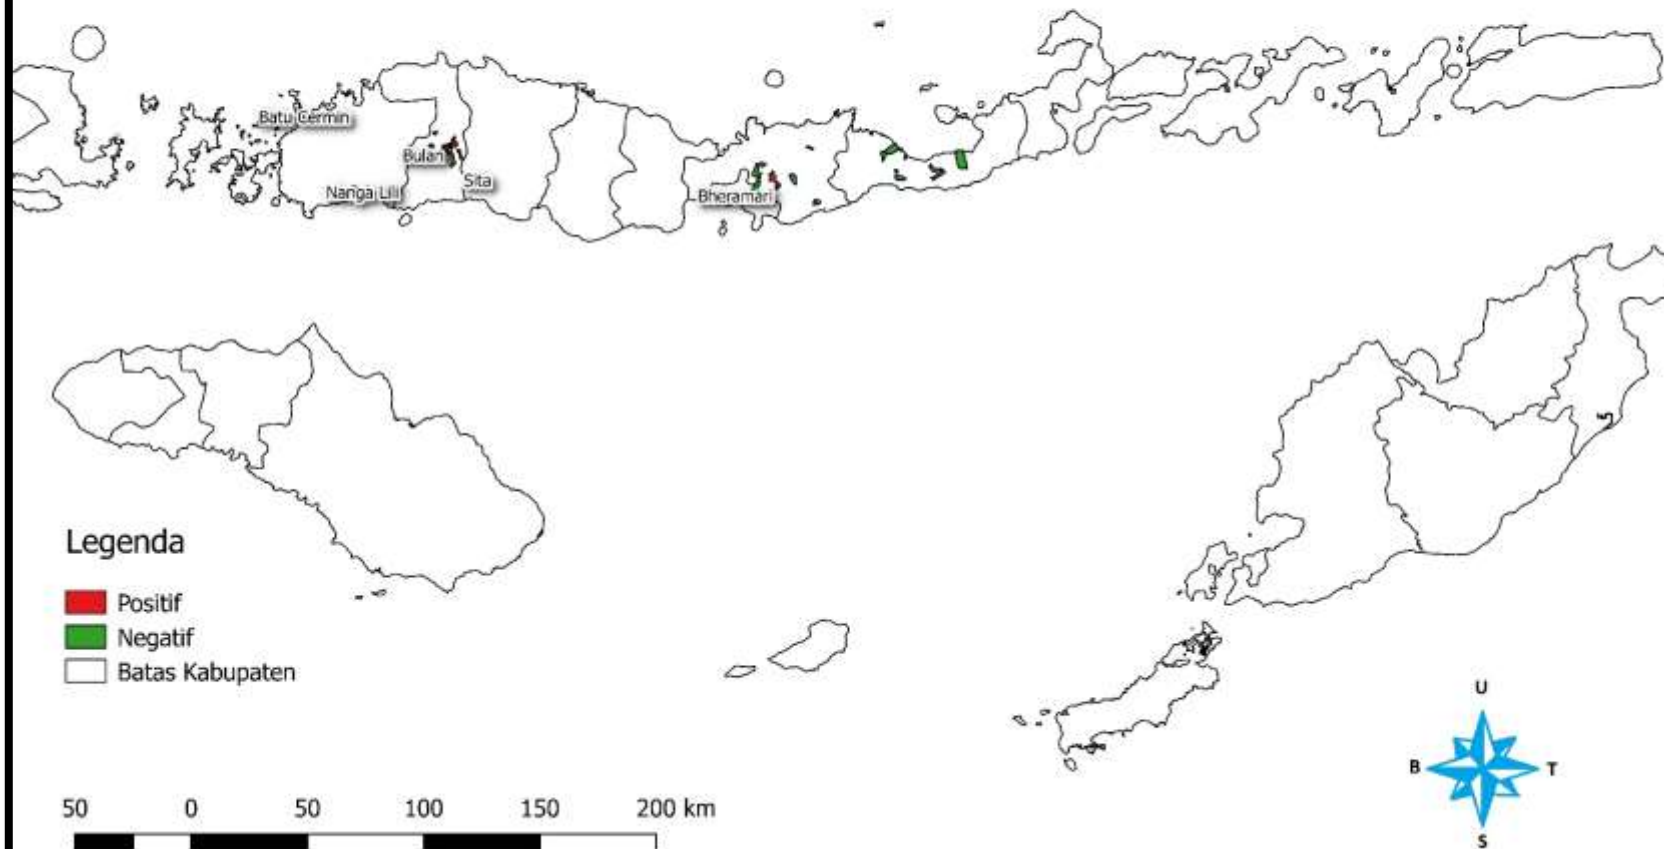 Batu Cermin
Bulan
Sita
Nanga Lili
Bheramari
Legenda
Positif
Negatif
Batas Kabupaten
U
B T
S
50 0 50 100 150 200 km